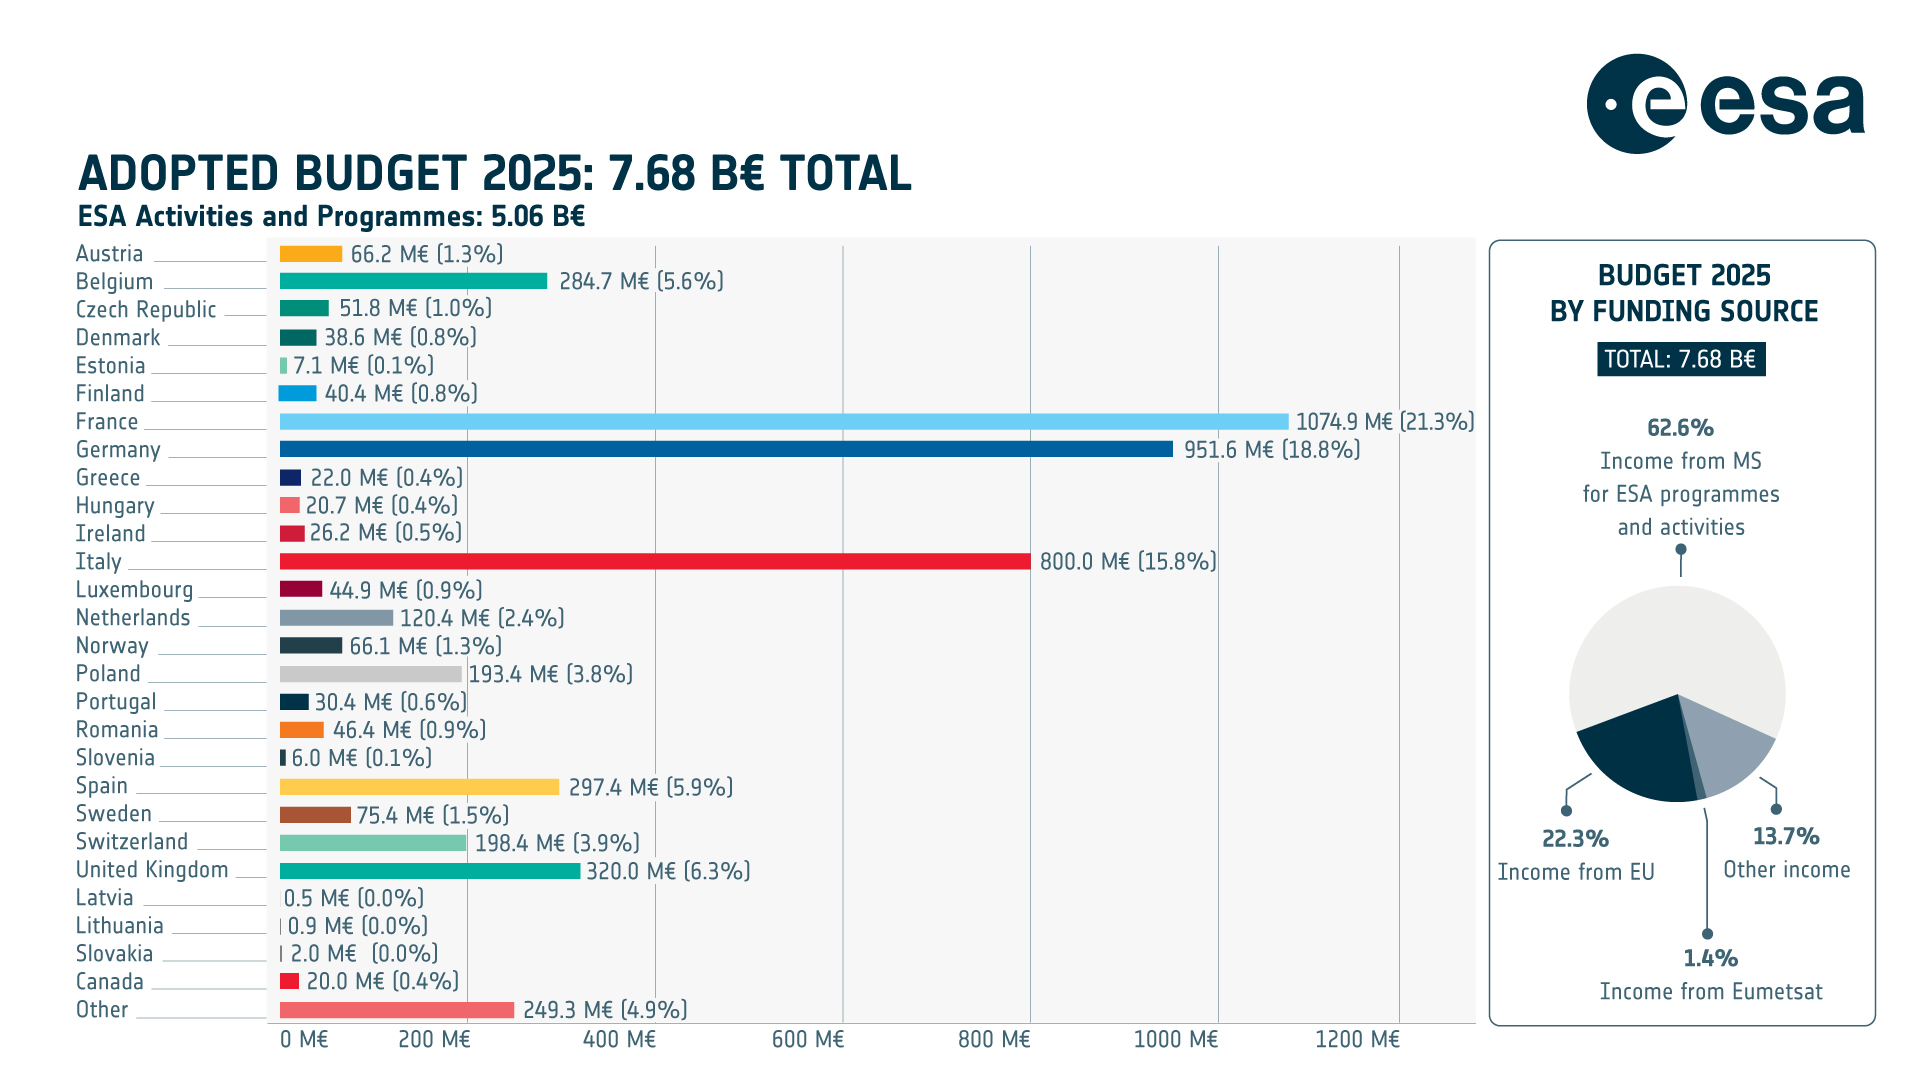 esa
ADOPTED BUDGET 2025: 7.68 B€ TOTAL
ESA Activities and Programmes: 5.06 B€
Austria 66.2 M€ (1.3%)
Belgium 284.7 M€ (5.6%)
Czech Republic 51.8 M€ (1.0%)
Denmark 38.6 M€ (0.8%)
Estonia 7.1 M€ (0.1%)
Finland 40.4 M€ (0.8%)
France 1074.9 M€ (21.3%)
Germany 951.6 M€ (18.8%)
Greece 22.0 M€ (0.4%)
Hungary 20.7 M€ (0.4%)
Ireland 26.2 M€ (0.5%)
Italy 800.0 M€ (15.8%)
Luxembourg 44.9 M€ (0.9%)
Netherlands 120.4 M€ (2.4%)
Norway 66.1 M€ (1.3%)
Poland 193.4 M€ (3.8%)
Portugal 30.4 M€ (0.6%)
Romania 46.4 M€ (0.9%)
Slovenia 6.0 M€ (0.1%)
Spain 297.4 M€ (5.9%)
Sweden 75.4 M€ (1.5%)
Switzerland 198.4 M€ (3.9%)
United Kingdom 320.0 M€ (6.3%)
Latvia 0.5 M€ (0.0%)
Lithuania 0.9 M€ (0.0%)
Slovakia 2.0 M€ (0.0%)
Canada 20.0 M€ (0.4%)
Other 249.3 M€ (4.9%)
0 M€ 200 M€ 400 M€ 600 M€ 800 M€ 1000 M€ 1200 M€
BUDGET 2025
BY FUNDING SOURCE
TOTAL: 7.68 B€
62.6%
Income from MS
for ESA programmes
and activities
22.3%
Income from EU
13.7%
Other income
1.4%
Income from Eumetsat